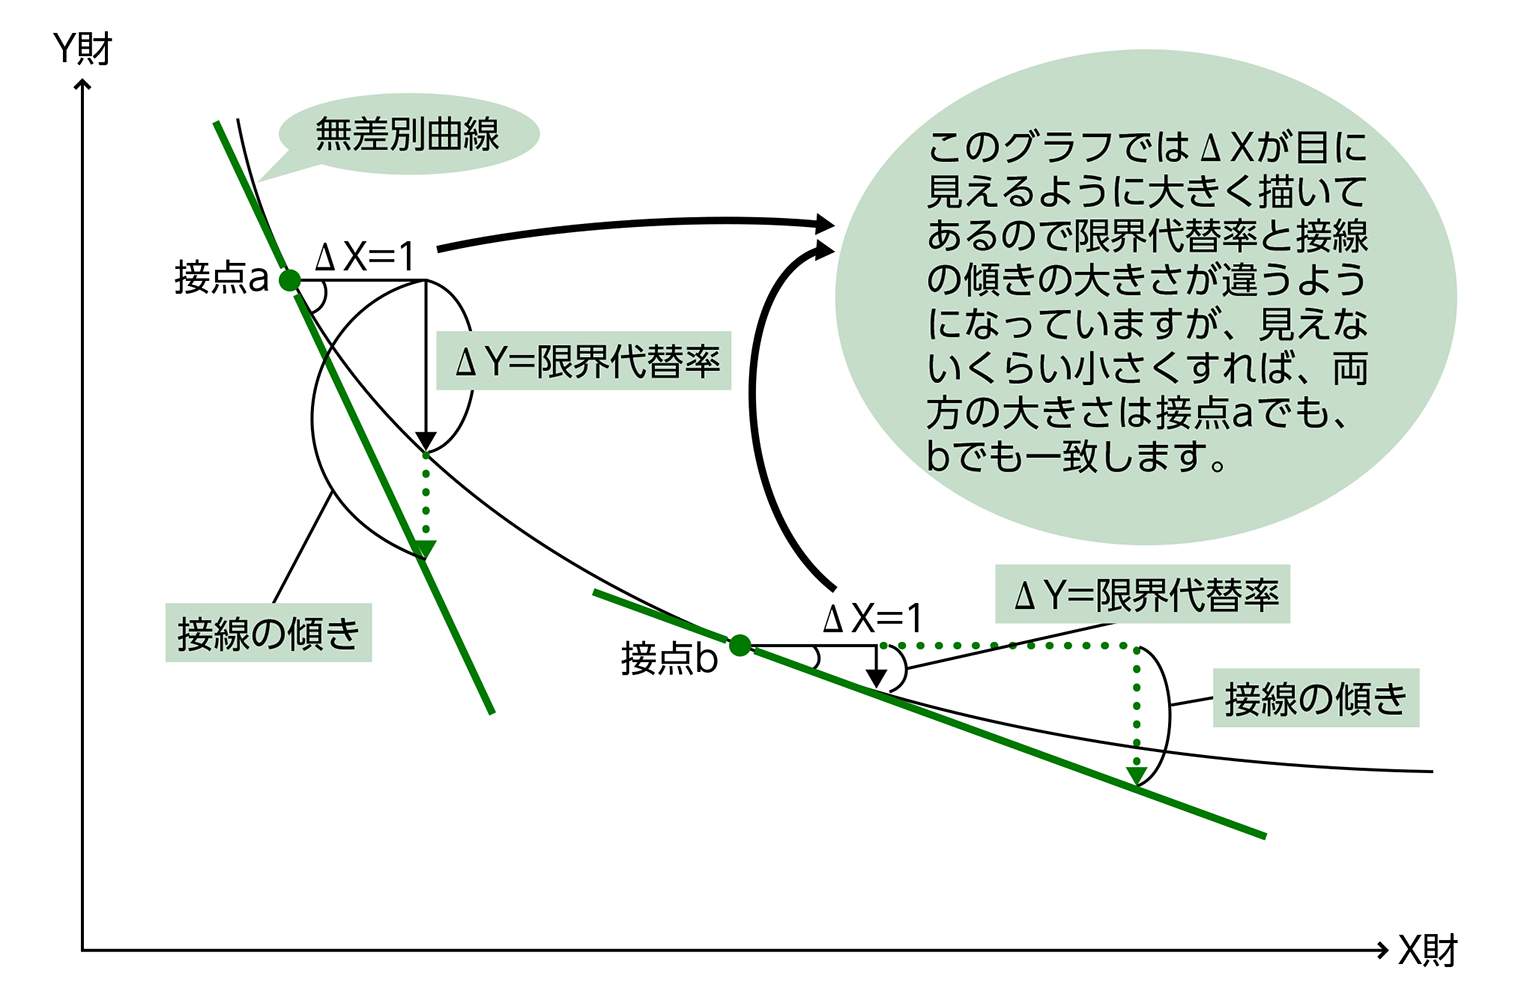 Y財
無差別曲線
このグラフではΔXが目に
見えるように大きく描いて
あるので限界代替率と接線
の傾きの大きさが違うよう
になっていますが、見えな
いくらい小さくすれば、両
方の大きさは接点aでも、
bでも一致します。
ΔX=1
接点a
ΔY=限界代替率
接線の傾き
ΔY=限界代替率
ΔX=1
接点b
接線の傾き
X財